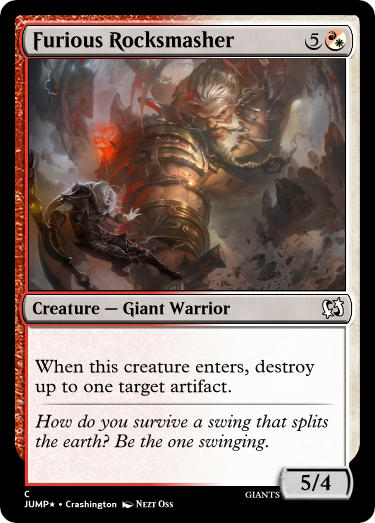 Furious Rocksmasher 5
Creature — Giant Warrior
When this creature enters, destroy
up to one target artifact.
How do you survive a swing that splits
the earth? Be the one swinging.
5/4
C
JUMP★ • Crashington Nezt Oss
GIANTS